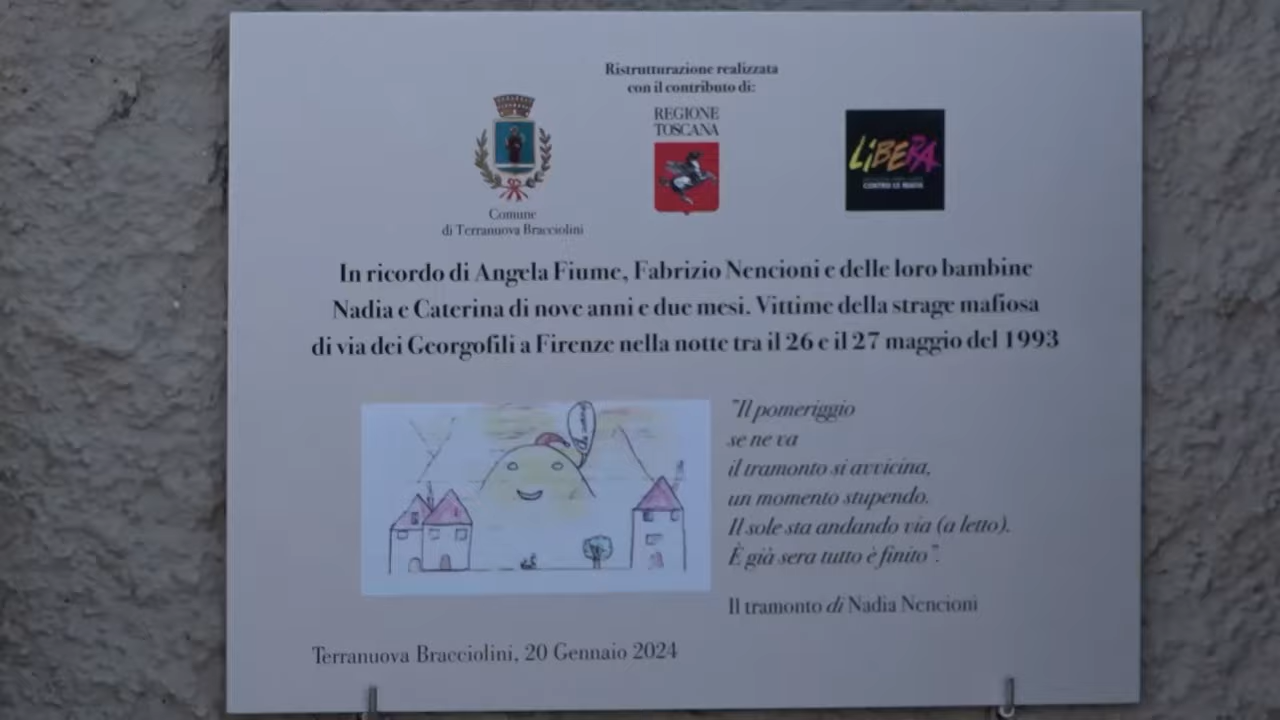 Ristrutturazione realizzata
con il contributo di:
REGIONE
TOSCANA
LIBERA
CONTRO LE MAFIE
Comune
di Terranuova Bracciolini
In ricordo di Angela Fiume, Fabrizio Nencioni e delle loro bambine
Nadia e Caterina di nove anni e due mesi. Vittime della strage mafiosa
di via dei Georgofili a Firenze nella notte tra il 26 e il 27 maggio del 1993
"Il pomeriggio
se ne va
il tramonto si avvicina,
un momento stupendo.
Il sole sta andando via (a letto).
È già sera tutto è finito".
Il tramonto di Nadia Nencioni
Terranuova Bracciolini, 20 Gennaio 2024